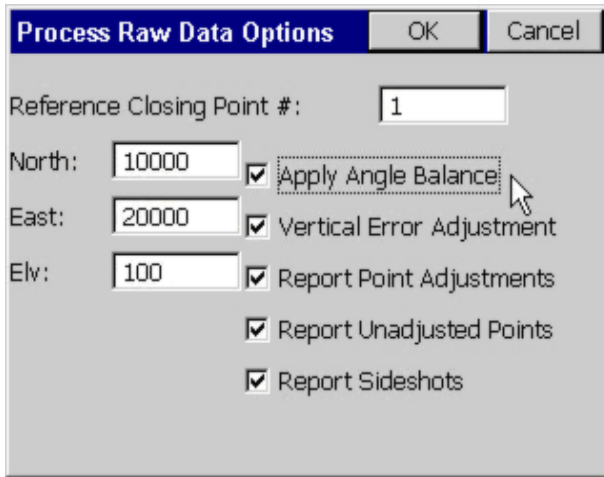 Process Raw Data Options OK Cancel
Reference Closing Point #: 1
North: 10000 Apply Angle Balance
East: 20000 Vertical Error Adjustment
Elv: 100 Report Point Adjustments
Report Unadjusted Points
Report Sideshots